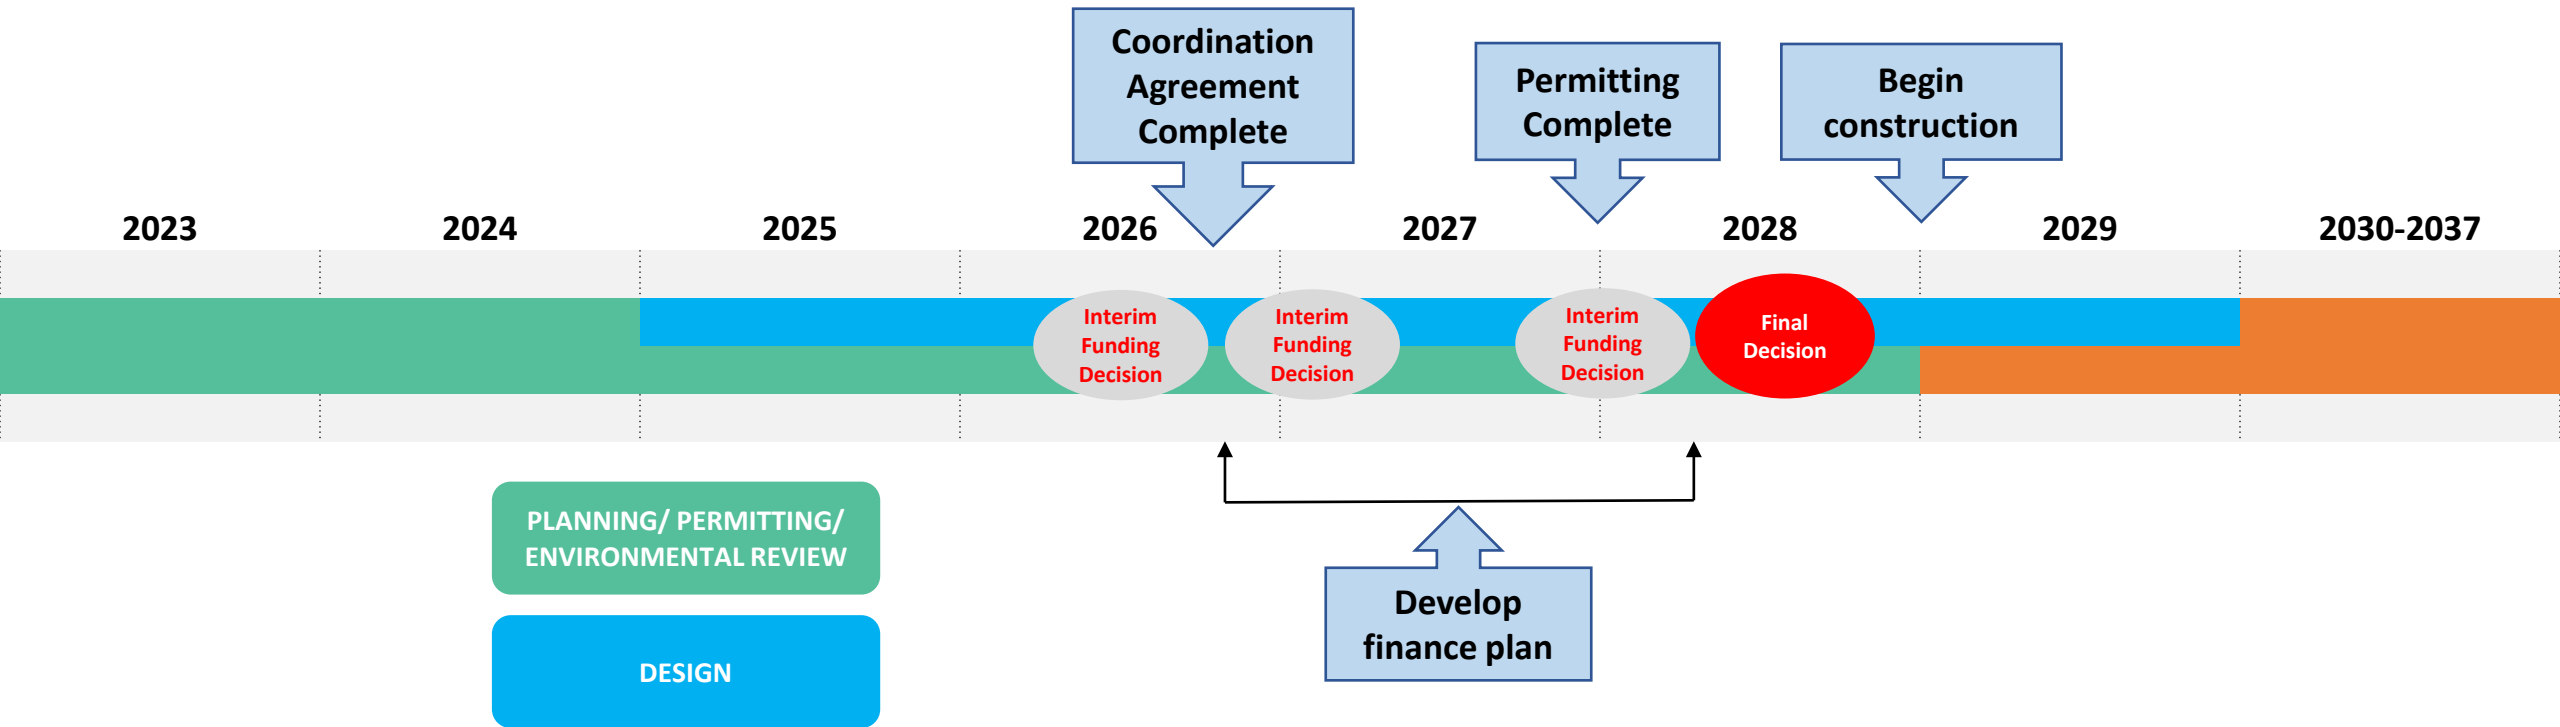 Coordination
Agreement
Complete
Permitting
Complete
Begin
construction
2023
2024
2025
2026
2027
2028
2029
2030-2037
Interim
Funding
Decision
Interim
Funding
Decision
Interim
Funding
Decision
Final
Decision
PLANNING/ PERMITTING/
ENVIRONMENTAL REVIEW
DESIGN
Develop
finance plan